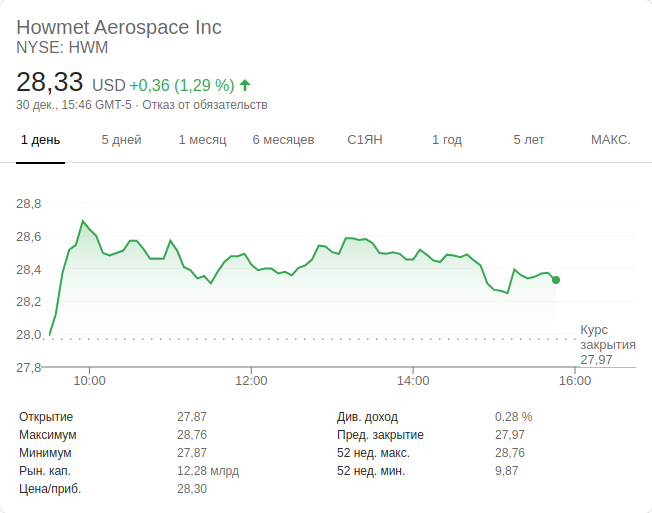 Howmet Aerospace Inc
NYSE: HWM
28,33 USD +0,36 (1,29 %)
30 дек., 15:46 GMT-5 · Отказ от обязательств
1 день 5 дней 1 месяц 6 месяцев С1ЯН 1 год 5 лет МАКС.
28,8
28,6
28,4
28,2
28,0
27,8
Курс
закрытия
27,97
10:00 12:00 14:00 16:00
Открытие 27,87 Див. доход 0,28 %
Максимум 28,76 Пред. закрытие 27,97
Минимум 27,87 52 нед. макс. 28,76
Рын. кап. 12,28 млрд 52 нед. мин. 9,87
Цена/приб. 28,30